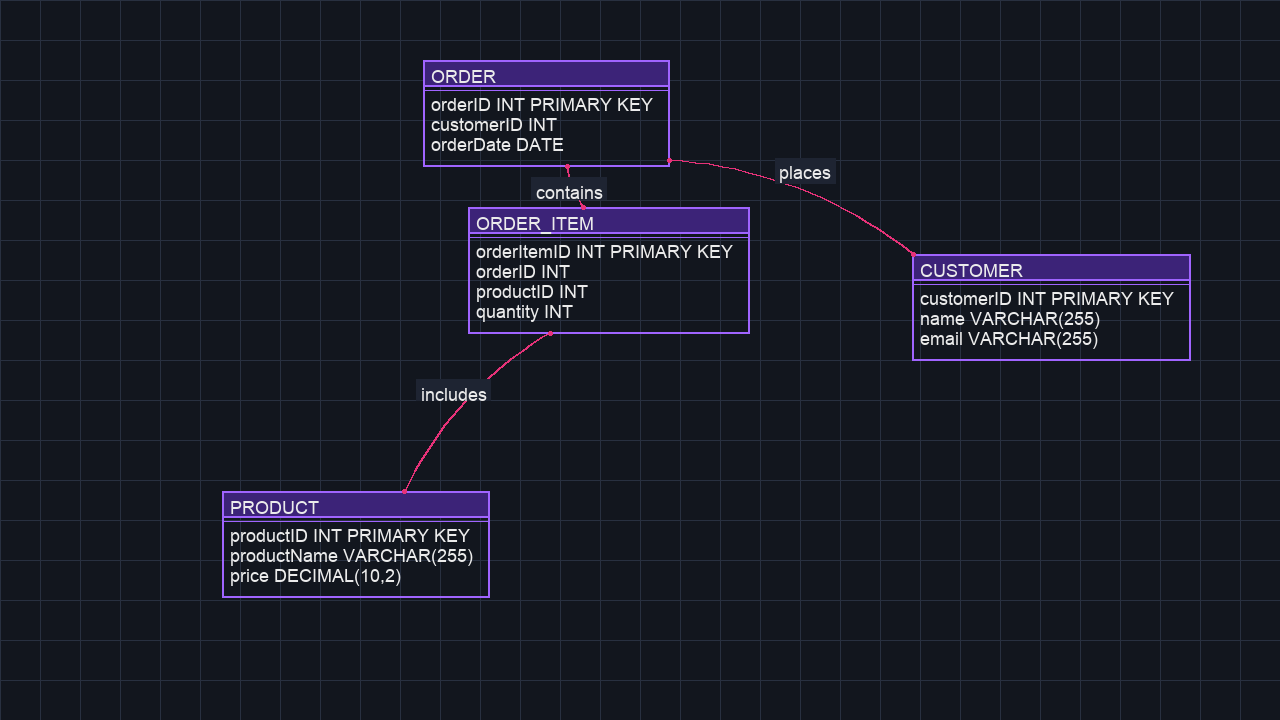 ORDER
orderID INT PRIMARY KEY
customerID INT
orderDate DATE
places
contains
ORDER_ITEM
orderItemID INT PRIMARY KEY
orderID INT
productID INT
quantity INT
CUSTOMER
customerID INT PRIMARY KEY
name VARCHAR(255)
email VARCHAR(255)
includes
PRODUCT
productID INT PRIMARY KEY
productName VARCHAR(255)
price DECIMAL(10,2)